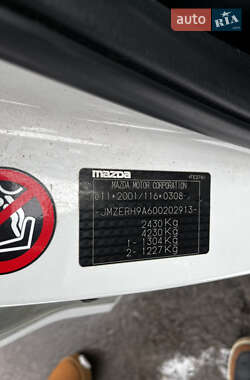 AUTO.RIA
mazda
MAZDA MOTOR CORPORATION
e11*2001/116*0308*
-JMZERH9A600202913-
2430 Kg
4230 Kg
1- 1304 Kg
2- 1227 Kg